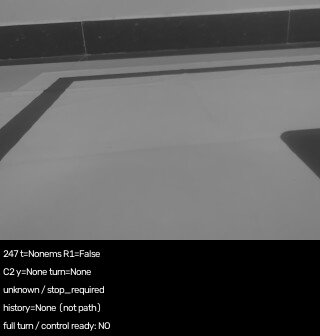 247 t=Nonems R1=False
C2 y=None turn=None
unknown / stop_required
history=None (not path)
full turn / control ready: NO